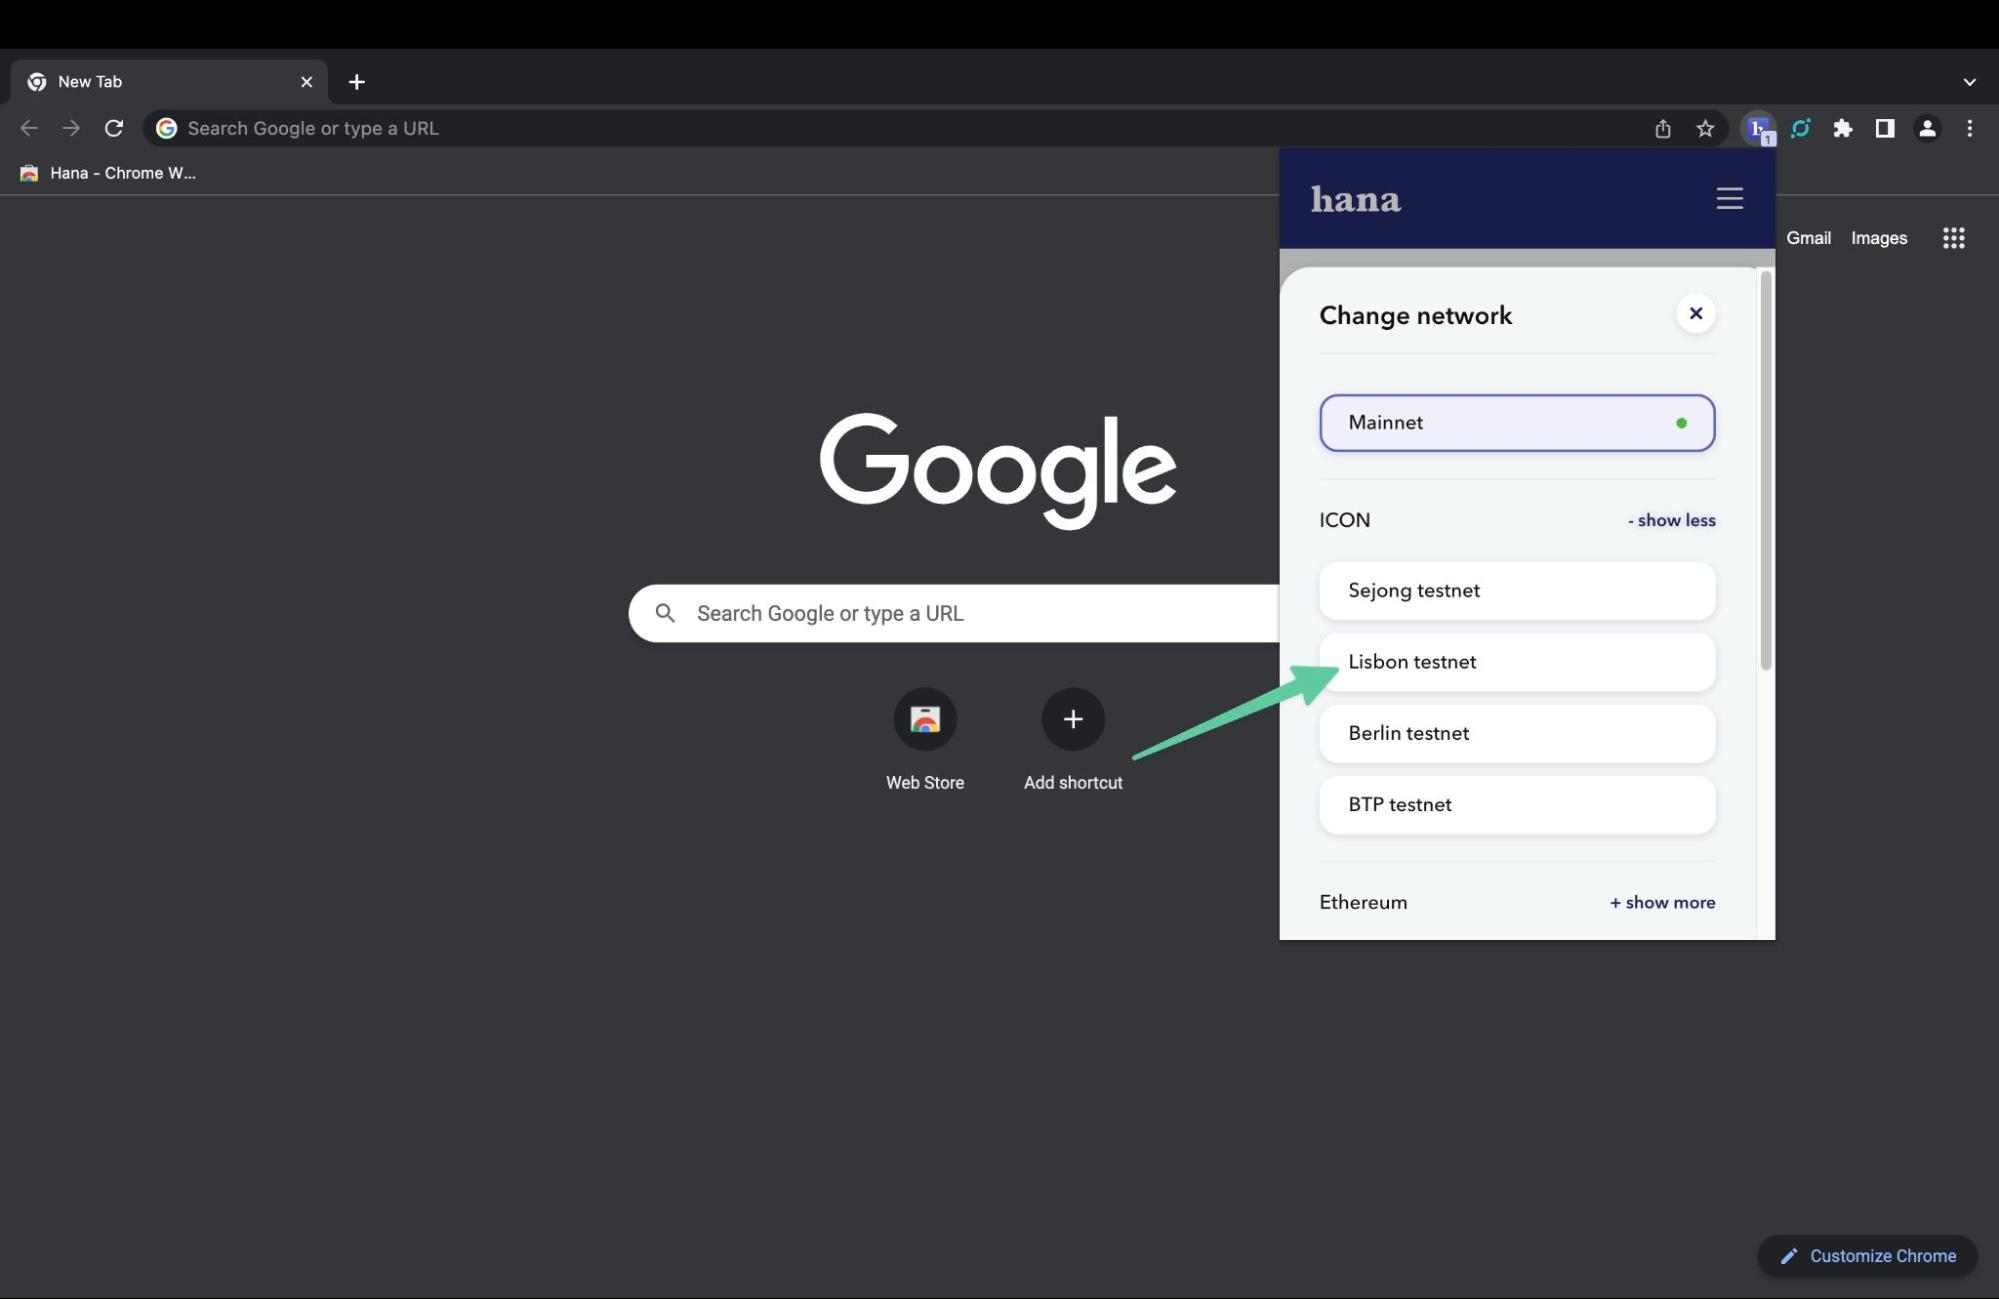 New Tab
Search Google or type a URL
1
Hana - Chrome W...
hana
Gmail Images
Change network
Mainnet
ICON - show less
Sejong testnet
Lisbon testnet
Berlin testnet
BTP testnet
Ethereum + show more
Google
Search Google or type a URL
Web Store Add shortcut
Customize Chrome